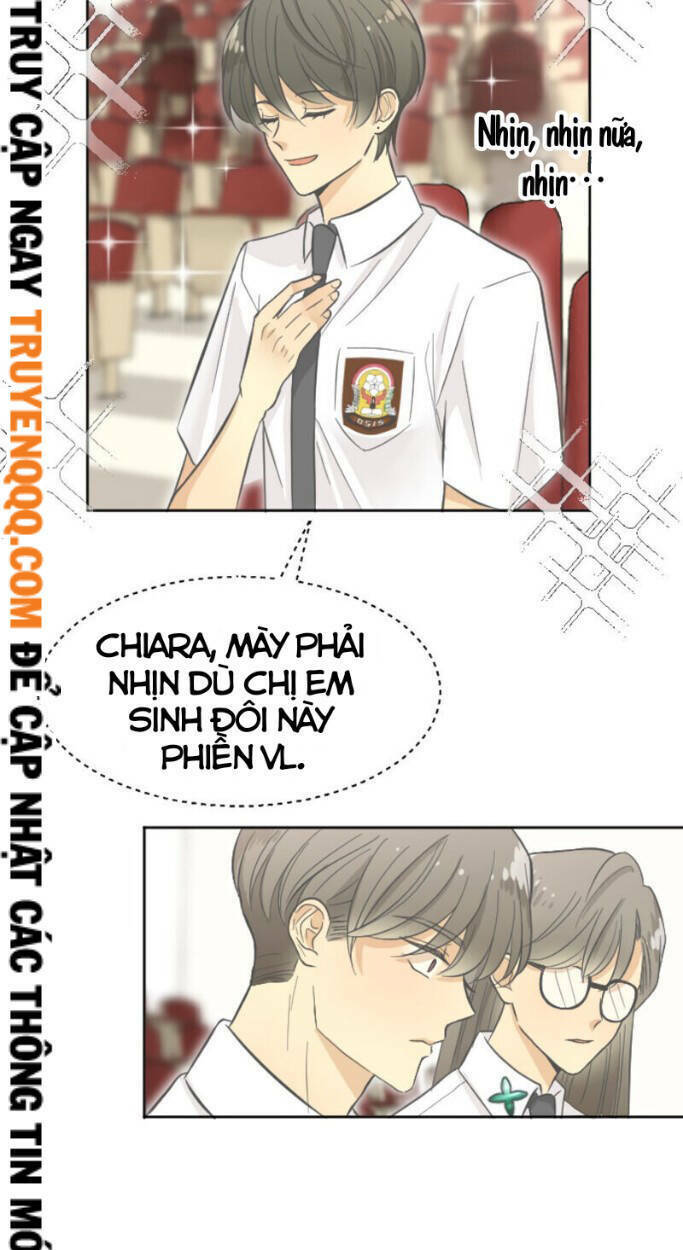 Nhịn, nhịn nữa,
nhịn...
OSIS
CHIARA, MÀY PHẢI
NHỊN DÙ CHỊ EM
SINH ĐÔI NÀY
PHIỀN VL.
TRUY CẬP NGAY TRUYENQQQ.COM ĐỂ CẬP NHẬT CÁC THÔNG TIN MỚ